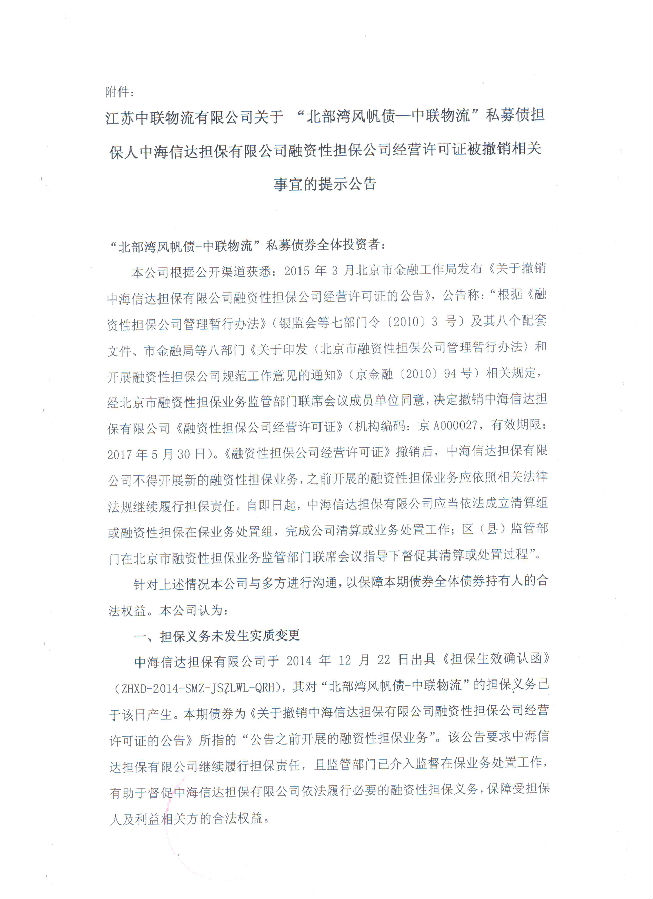 附件:
江苏中联物流有限公司关于 “北部湾风帆债—中联物流”私募债担
保人中海信达担保有限公司融资性担保公司经营许可证被撤销相关
事宜的提示公告
“北部湾风帆债-中联物流”私募债券全体投资者:
本公司根据公开渠道获悉: 2015 年 3 月北京市金融工作局发布《关于撤销
中海信达担保有限公司融资性担保公司经营许可证的公告》, 公告称: “根据《融
资性担保公司管理暂行办法》(银监会等七部门令〔2010〕3 号) 及其八个配套
文件、市金融局等八部门《关于印发〈北京市融资性担保公司管理暂行办法〉和
开展融资性担保公司规范工作意见的通知》(京金融〔2010〕94 号) 相关规定,
经北京市融资性担保业务监管部门联席会议成员单位同意, 决定撤销中海信达担
保有限公司《融资性担保公司经营许可证》(机构编码: 京 A000027, 有效期限:
2017 年 5 月 30 日)。《融资性担保公司经营许可证》撤销后, 中海信达担保有限
公司不得开展新的融资性担保业务, 之前开展的融资性担保业务应依照相关法律
法规继续履行担保责任。自即日起, 中海信达担保有限公司应当依法成立清算组
或融资性担保在保业务处置组, 完成公司清算或业务处置工作; 区 (县) 监管部
门在北京市融资性担保业务监管部门联席会议指导下督促其清算或处置过程”。
针对上述情况本公司与多方进行沟通, 以保障本期债券全体债券持有人的合
法权益。本公司认为:
一、担保义务未发生实质变更
中海信达担保有限公司于 2014 年 12 月 22 日出具《担保生效确认函》
(ZHXD-2014-SMZ-JSZLWL-QRH), 其对“北部湾风帆债-中联物流”的担保义务已
于该日产生。本期债券为《关于撤销中海信达担保有限公司融资性担保公司经营
许可证的公告》所指的“公告之前开展的融资性担保业务”。该公告要求中海信
达担保有限公司继续履行担保责任, 且监管部门已介入监督在保业务处置工作,
有助于督促中海信达担保有限公司依法履行必要的融资性担保义务, 保障受担保
人及利益相关方的合法权益。